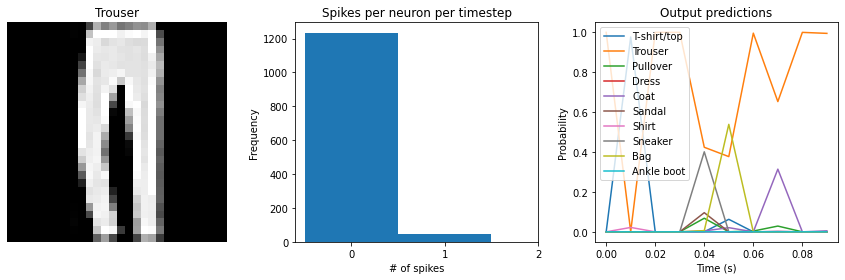 Trouser
Spikes per neuron per timestep
Frequency
1200
1000
800
600
400
200
0
0
1
2
# of spikes
Output predictions
Probability
1.0
0.8
0.6
0.4
0.2
0.0
T-shirt/top
Trouser
Pullover
Dress
Coat
Sandal
Shirt
Sneaker
Bag
Ankle boot
0.00
0.02
0.04
0.06
0.08
Time (s)